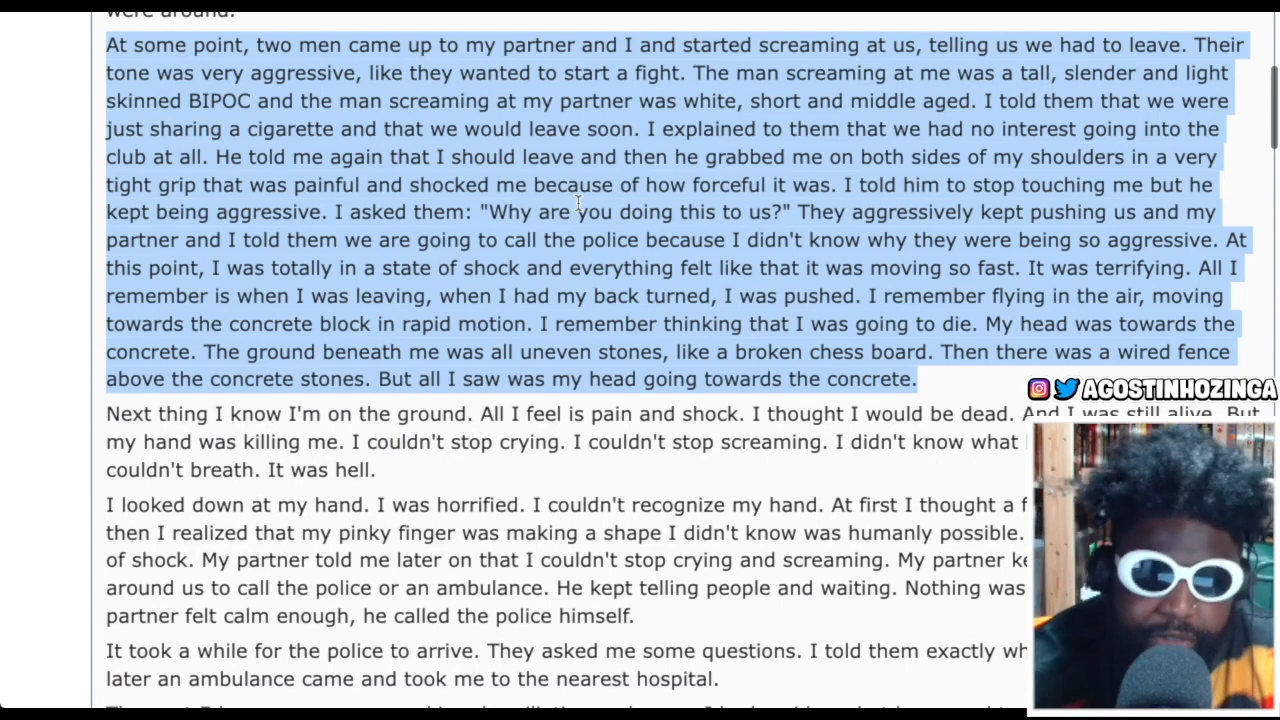 were around.
At some point, two men came up to my partner and I and started screaming at us, telling us we had to leave. Their
tone was very aggressive, like they wanted to start a fight. The man screaming at me was a tall, slender and light
skinned BIPOC and the man screaming at my partner was white, short and middle aged. I told them that we were
just sharing a cigarette and that we would leave soon. I explained to them that we had no interest going into the
club at all. He told me again that I should leave and then he grabbed me on both sides of my shoulders in a very
tight grip that was painful and shocked me because of how forceful it was. I told him to stop touching me but he
kept being aggressive. I asked them: "Why are you doing this to us?" They aggressively kept pushing us and my
partner and I told them we are going to call the police because I didn't know why they were being so aggressive. At
this point, I was totally in a state of shock and everything felt like that it was moving so fast. It was terrifying. All I
remember is when I was leaving, when I had my back turned, I was pushed. I remember flying in the air, moving
towards the concrete block in rapid motion. I remember thinking that I was going to die. My head was towards the
concrete. The ground beneath me was all uneven stones, like a broken chess board. Then there was a wired fence
above the concrete stones. But all I saw was my head going towards the concrete.
AGOSTINHOZINGA
Next thing I know I'm on the ground. All I feel is pain and shock. I thought I would be dead. And I was still alive. But
my hand was killing me. I couldn't stop crying. I couldn't stop screaming. I didn't know what
couldn't breath. It was hell.
I looked down at my hand. I was horrified. I couldn't recognize my hand. At first I thought a
then I realized that my pinky finger was making a shape I didn't know was humanly possible.
of shock. My partner told me later on that I couldn't stop crying and screaming. My partner
around us to call the police or an ambulance. He kept telling people and waiting. Nothing was
partner felt calm enough, he called the police himself.
It took a while for the police to arrive. They asked me some questions. I told them exactly
later an ambulance came and took me to the nearest hospital.